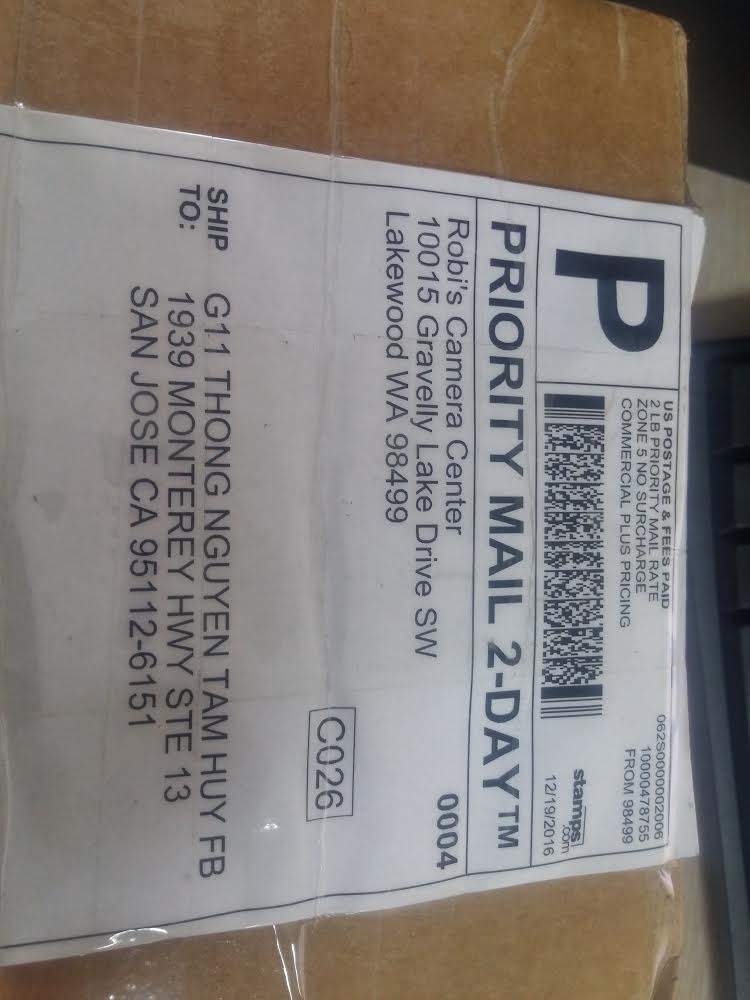 P
US POSTAGE & FEES PAID
2 LB PRIORITY MAIL RATE
ZONE 5 NO SURCHARGE
COMMERCIAL PLUS PRICING
062S0000002006
10000478755
FROM 98499
stamps
.com
12/19/2016
PRIORITY MAIL 2-DAY™
Robi's Camera Center
10015 Gravelly Lake Drive SW
Lakewood WA 98499
0004
C026
SHIP
TO:
G11 THONG NGUYEN TAM HUY FB
1939 MONTEREY HWY STE 13
SAN JOSE CA 95112-6151